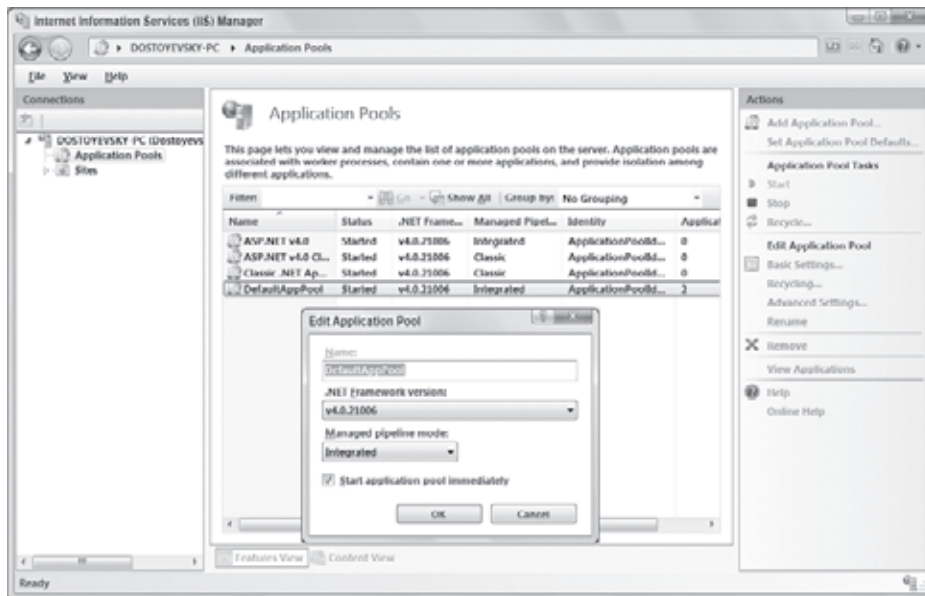 Internet Information Services (IIS) Manager
DOSTOYEVSKY-PC Application Pools
File View Help
Connections
DOSTOYEVSKY-PC (Dostoyevs
Application Pools
Sites
Application Pools
This page lets you view and manage the list of application pools on the server. Application pools are
associated with worker processes, contain one or more applications, and provide isolation among
different applications.
Filter: Go Show All Group by: No Grouping
Name Status .NET Frame... Managed Pipel... Identity Applicat
ASP.NET v4.0 Started v4.0.21006 Integrated ApplicationPoolId... 0
ASP.NET v4.0 Cl... Started v4.0.21006 Classic ApplicationPoolId... 0
Classic .NET Ap... Started v4.0.21006 Classic ApplicationPoolId... 0
DefaultAppPool Started v4.0.21006 Integrated ApplicationPoolId... 2
Edit Application Pool
Name:
DefaultAppPool
.NET Framework version:
v4.0.21006
Managed pipeline mode:
Integrated
Start application pool immediately
OK Cancel
Features View Content View
Actions
Add Application Pool...
Set Application Pool Defaults...
Application Pool Tasks
Start
Stop
Recycle...
Edit Application Pool
Basic Settings...
Recycling...
Advanced Settings...
Rename
Remove
View Applications
Help
Online Help
Ready